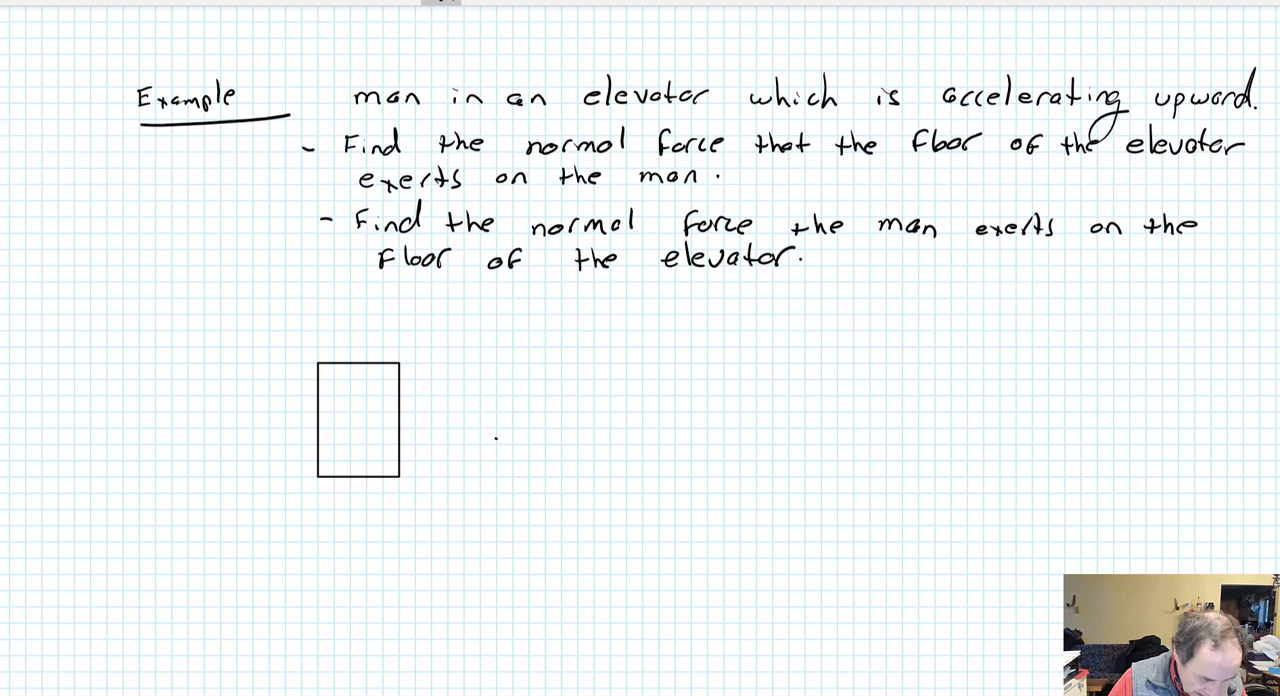 Example man in an elevator which is accelerating upward.
- Find the normal force that the floor of the elevator
exerts on the man.
- Find the normal force the man exerts on the
floor of the elevator.